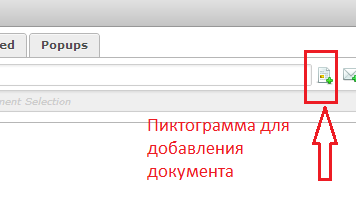 ed Popups
ment Selection
Пиктограмма для
добавления
документа